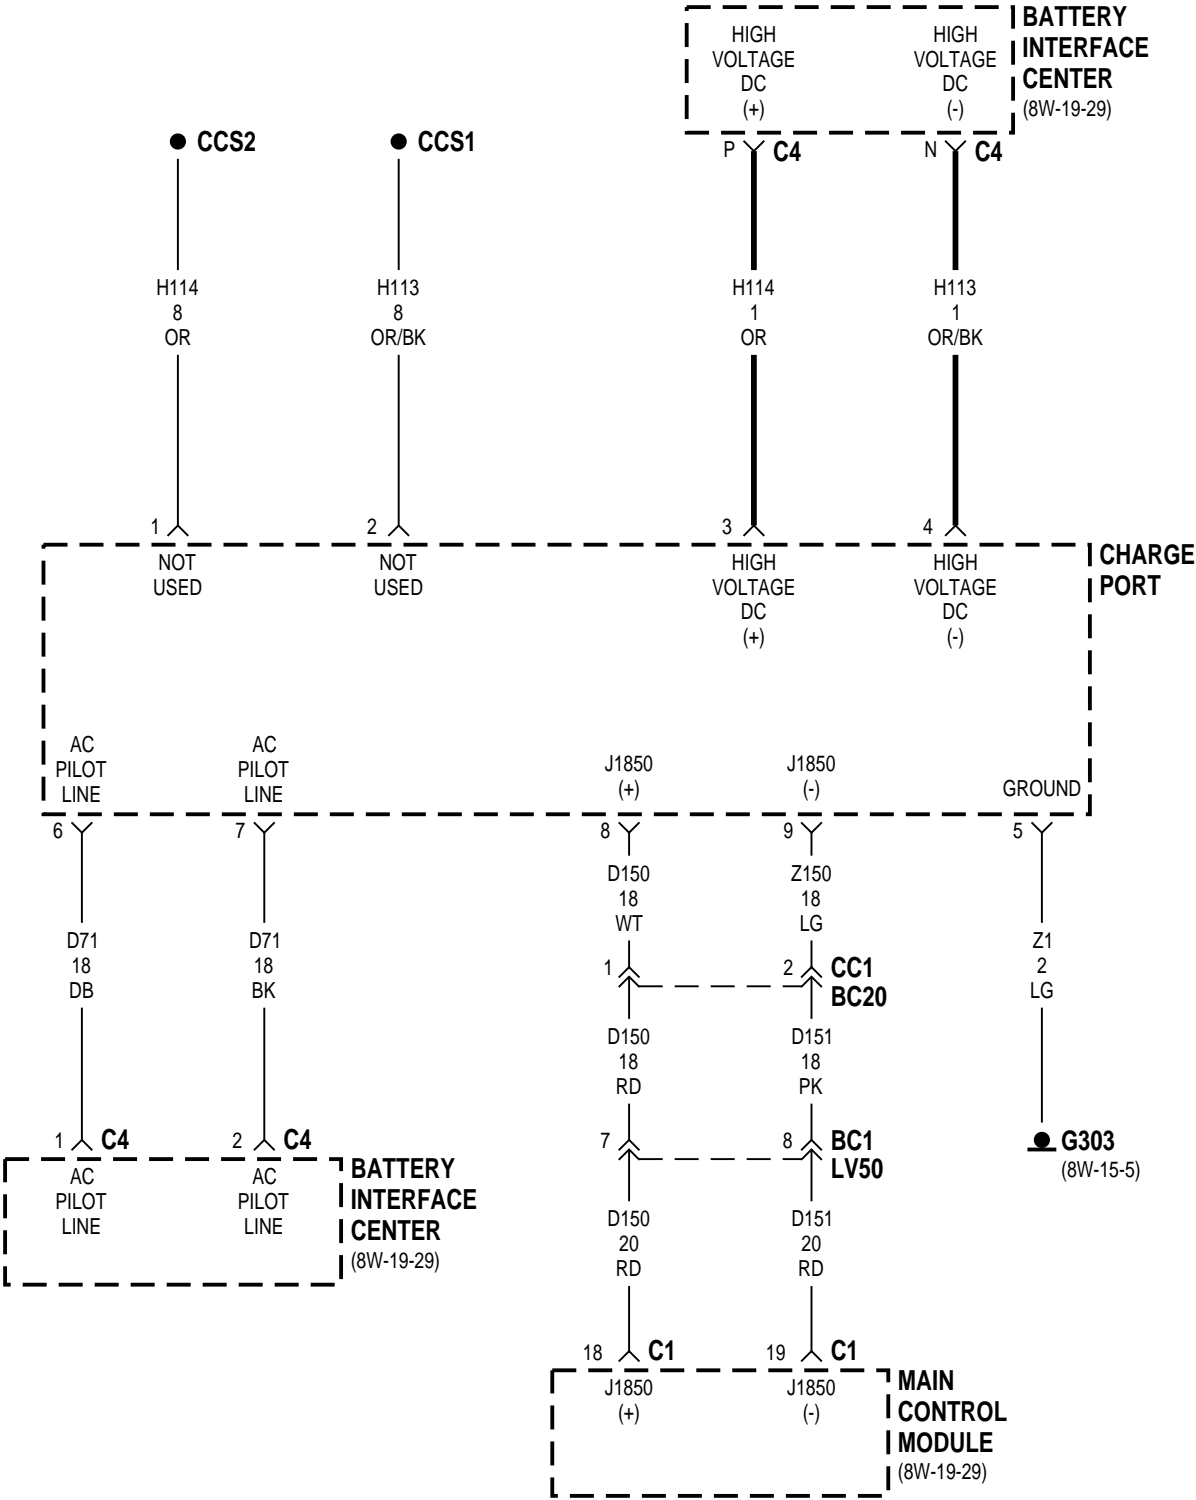 HIGH
VOLTAGE
DC
(+)
HIGH
VOLTAGE
DC
(-)
BATTERY
INTERFACE
CENTER
(8W-19-29)
CCS2
CCS1
P
C4
N
C4
H114
8
OR
H113
8
OR/BK
H114
1
OR
H113
1
OR/BK
1
2
3
4
NOT
USED
NOT
USED
HIGH
VOLTAGE
DC
(+)
HIGH
VOLTAGE
DC
(-)
CHARGE
PORT
AC
PILOT
LINE
AC
PILOT
LINE
J1850
(+)
J1850
(-)
GROUND
6
7
8
9
5
D150
18
WT
Z150
18
LG
D71
18
DB
D71
18
BK
Z1
2
LG
1
2
CC1
BC20
D150
18
RD
D151
18
PK
1
C4
2
C4
7
8
BC1
LV50
G303
(8W-15-5)
AC
PILOT
LINE
AC
PILOT
LINE
BATTERY
INTERFACE
CENTER
(8W-19-29)
D150
20
RD
D151
20
RD
18
C1
19
C1
J1850
(+)
J1850
(-)
MAIN
CONTROL
MODULE
(8W-19-29)